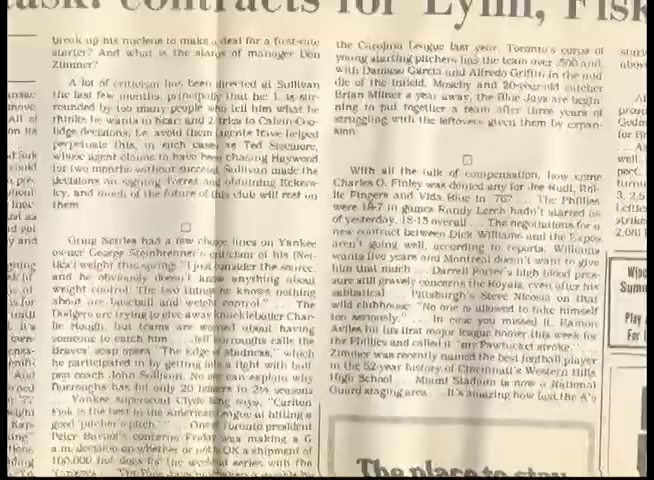 ask: contracts for Lynn, Fisk
break up his nucleus to make a deal for a first-rate
starter? And what is the status of manager Don
Zimmer?
A lot of criticism has been directed at Sullivan
the last few months, principally that he: 1. is sur-
rounded by too many people who tell him what he
thinks he wants to hear; and 2 tries to Calvin Coo-
lidge decisions, i.e. avoid them agents have helped
perpetuate this, in such cases as Ted Sizemore,
whose agent claims to have been chasing Haywood
for two months without success Sullivan made the
decisions on signing Torrez and obtaining Eckers-
ley, and much of the future of this club will rest on
them
Graig Nettles had a few choice lines on Yankee
owner George Steinbrenner's criticism of his (Net-
tles') weight this spring: "I just consider the source,
and he obviously doesn't know anything about
weight control. The two things he knows nothing
about are baseball and weight control." ... The
Dodgers are trying to give away knuckleballer Char-
lie Hough, but teams are worried about having
someone to catch him ... Jeff Burroughs calls the
Braves' soap opera "The Edge of Madness," which
he participated in by getting into a fight with bull
pen coach John Sullivan. No one can explain why
Burroughs has hit only 20 homers in 2½ seasons
... Yankee superscout Clyde King says, "Carlton
Fisk is the best in the American League at hitting a
good 'pitcher's pitch.'" ... One of Toronto president
Peter Bavasi's concerns Friday was making a 6
a.m. decision on whether or not to OK a shipment of
100,000 hot dogs for the weekend series with the
Yankees
the Carolina League last year. Toronto's corps of
young starting pitchers has the team over .500 and,
with Damaso Garcia and Alfredo Griffin in the mid
dle of the infield, Moseby and 20-year-old catcher
Brian Milner a year away, the Blue Jays are begin
ning to put together a team after three years of
struggling with the leftovers given them by expan-
sion
With all the talk of compensation, how come
Charles O. Finley was denied any for Joe Rudi, Rol-
lie Fingers and Vida Blue in '76? ... The Phillies
were 18-7 in games Randy Lerch hadn't started as
of yesterday, 18-15 overall ... The negotiations for a
new contract between Dick Williams and the Expos
aren't going well, according to reports. Williams
wants five years and Montreal doesn't want to give
him that much ... Darrell Porter's high blood pres-
sure still gravely concerns the Royals, even after his
sabbatical ... Pittsburgh's Steve Nicosia on that
wild clubhouse: "No one is allowed to take himself
too seriously." ... In case you missed it, Ramon
Aviles hit his first major league homer this week for
the Phillies and called it "my Pawtucket stroke." ...
Zimmer was recently named the best football player
in the 52-year history of Cincinnati's Western Hills
High School ... Miami Stadium is now a National
Guard staging area ... It's amazing how fast the A's
The place to stay
Summ
Play
For